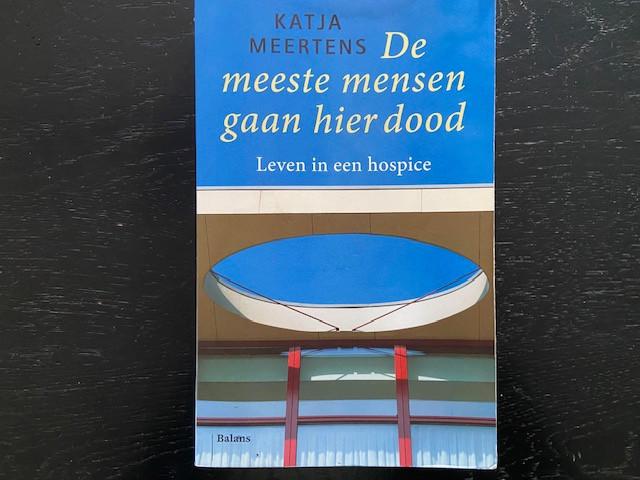 KATJA
MEERTENS De
meeste mensen
gaan hier dood
Leven in een hospice
Balans